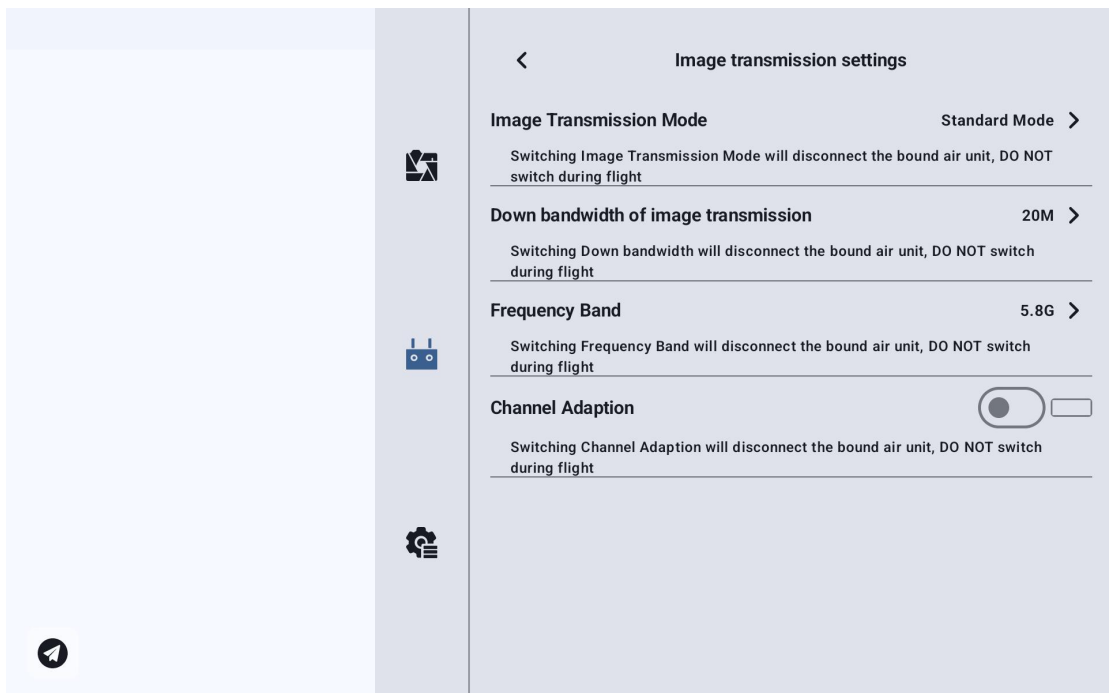 Image transmission settings
Image Transmission Mode
Standard Mode
Switching Image Transmission Mode will disconnect the bound air unit, DO NOT
switch during flight
Down bandwidth of image transmission
20M
Switching Down bandwidth will disconnect the bound air unit, DO NOT switch
during flight
Frequency Band
5.8G
Switching Frequency Band will disconnect the bound air unit, DO NOT switch
during flight
Channel Adaption
Switching Channel Adaption will disconnect the bound air unit, DO NOT switch
during flight